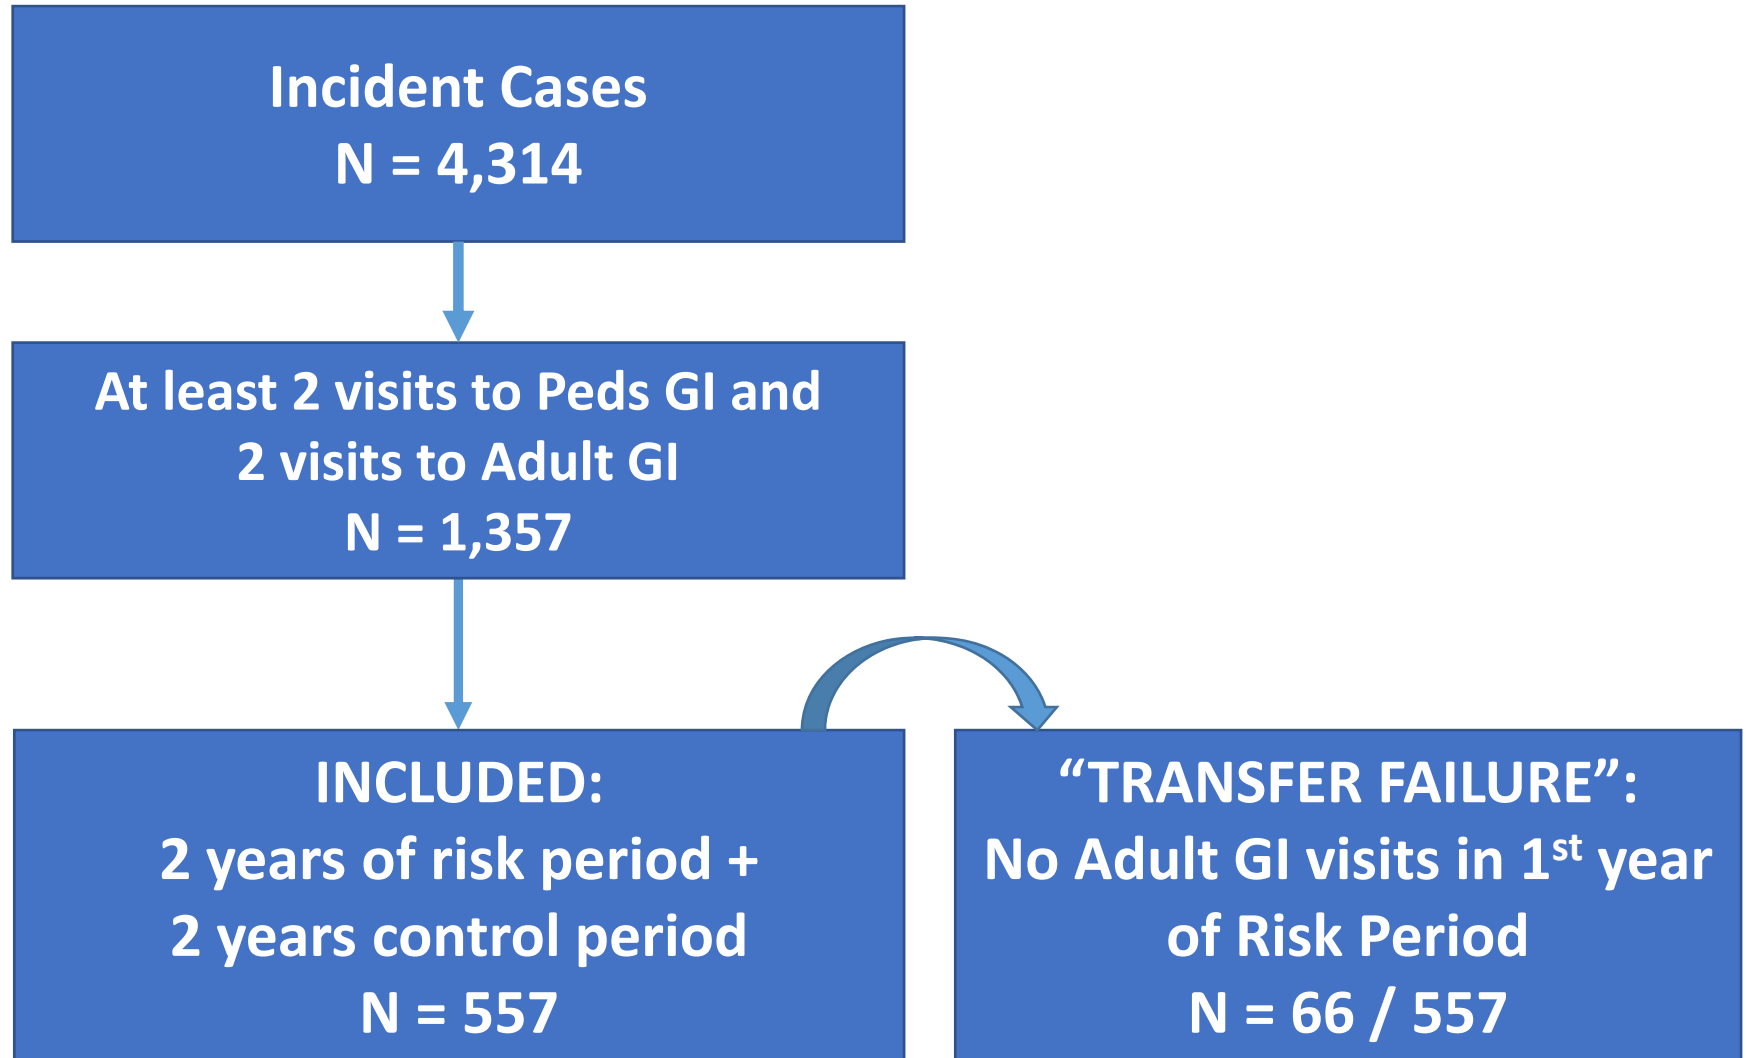 Incident Cases
N = 4,314
At least 2 visits to Peds GI and
2 visits to Adult GI
N = 1,357
INCLUDED:
2 years of risk period +
2 years control period
N = 557
“TRANSFER FAILURE”:
No Adult GI visits in 1st year
of Risk Period
N = 66 / 557